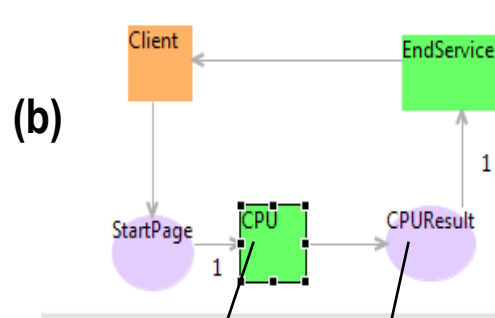 Client
EndService
(b)
1
StartPage
CPU
CPUResult
1